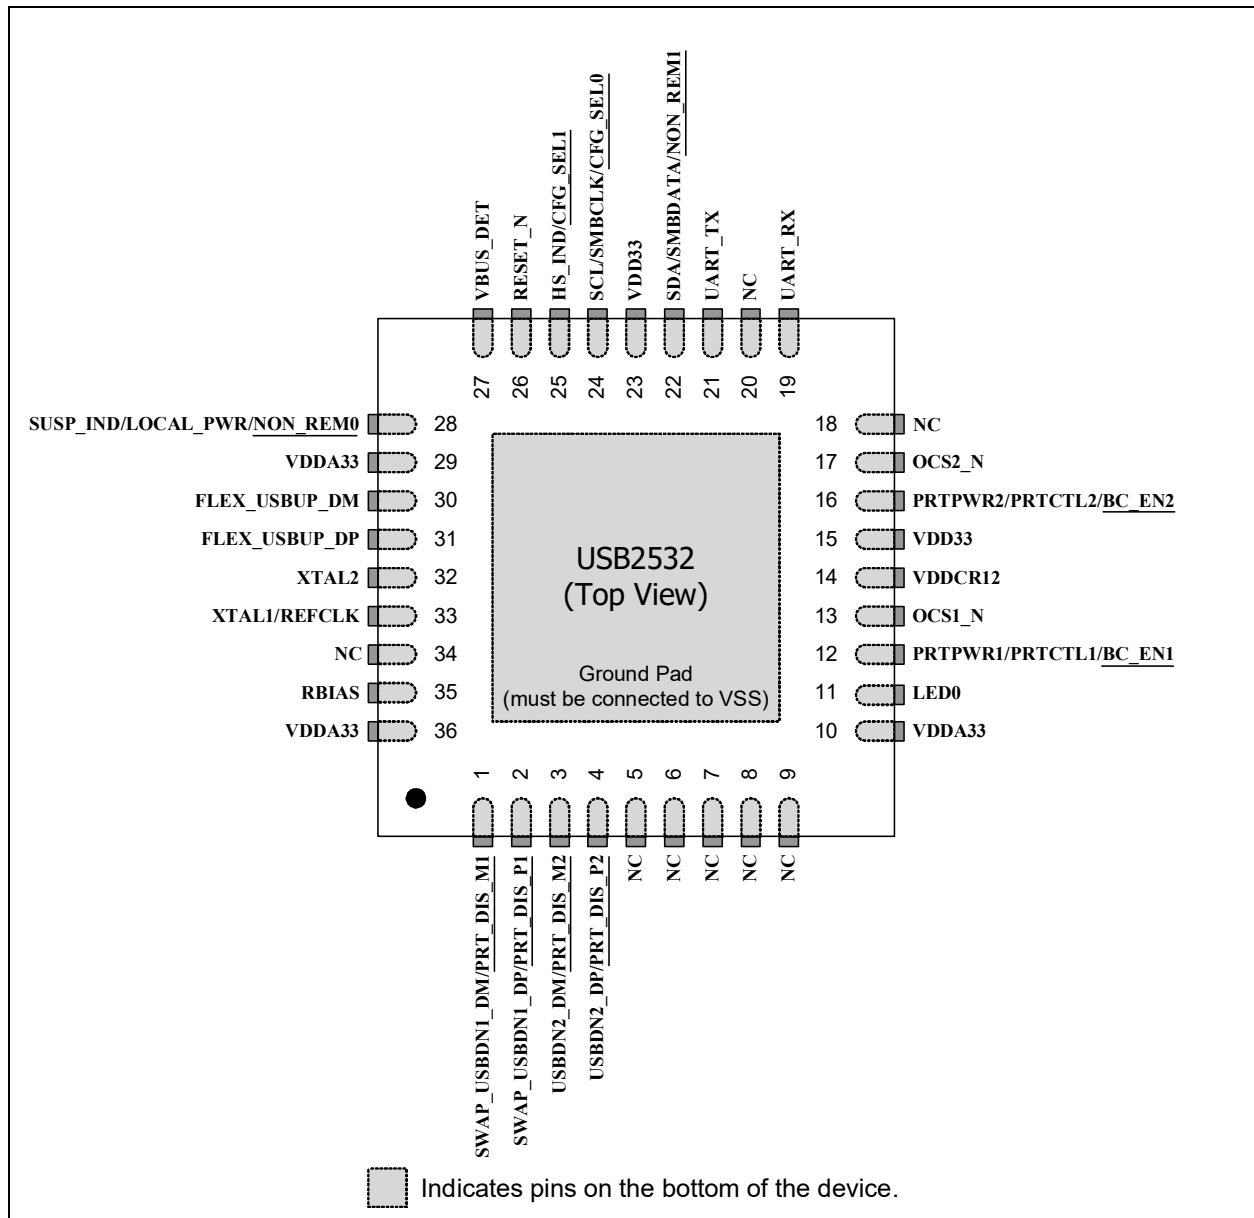 VBUS_DET
RESET_N
HS_IND/CFG_SEL1
SCL/SMBCLK/CFG_SEL0
VDD33
SDA/SMBDATA/NON_REM1
UART_TX
NC
UART_RX
27 26 25 24 23 22 21 20 19
SUSP_IND/LOCAL_PWR/NON_REM0 28
VDDA33 29
FLEX_USBUP_DM 30
FLEX_USBUP_DP 31
XTAL2 32
XTAL1/REFCLK 33
NC 34
RBIAS 35
VDDA33 36
USB2532
(Top View)
Ground Pad
(must be connected to VSS)
18 NC
17 OCS2_N
16 PRTPWR2/PRTCTL2/BC_EN2
15 VDD33
14 VDDCR12
13 OCS1_N
12 PRTPWR1/PRTCTL1/BC_EN1
11 LED0
10 VDDA33
1 2 3 4 5 6 7 8 9
SWAP_USBDN1_DM/PRT_DIS_M1
SWAP_USBDN1_DP/PRT_DIS_P1
USBDN2_DM/PRT_DIS_M2
USBDN2_DP/PRT_DIS_P2
NC
NC
NC
NC
NC
Indicates pins on the bottom of the device.